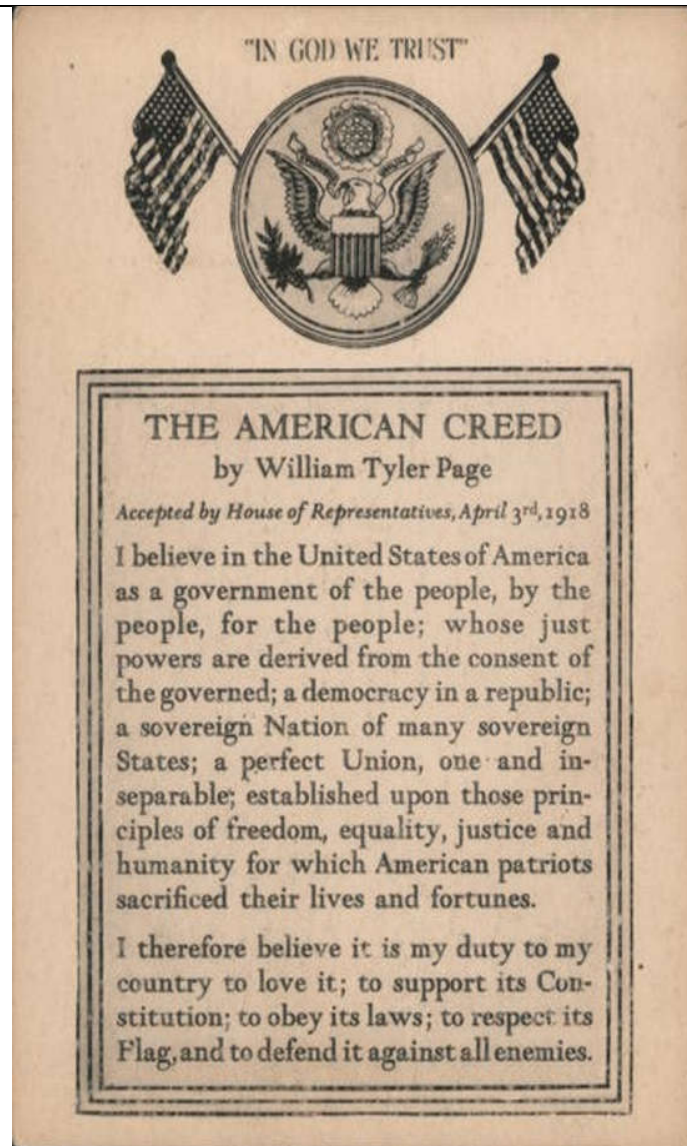 "IN GOD WE TRUST"
THE AMERICAN CREED
by William Tyler Page
Accepted by House of Representatives, April 3rd, 1918
I believe in the United States of America
as a government of the people, by the
people, for the people; whose just
powers are derived from the consent of
the governed; a democracy in a republic;
a sovereign Nation of many sovereign
States; a perfect Union, one and in-
separable; established upon those prin-
ciples of freedom, equality, justice and
humanity for which American patriots
sacrificed their lives and fortunes.
I therefore believe it is my duty to my
country to love it; to support its Con-
stitution; to obey its laws; to respect its
Flag, and to defend it against all enemies.